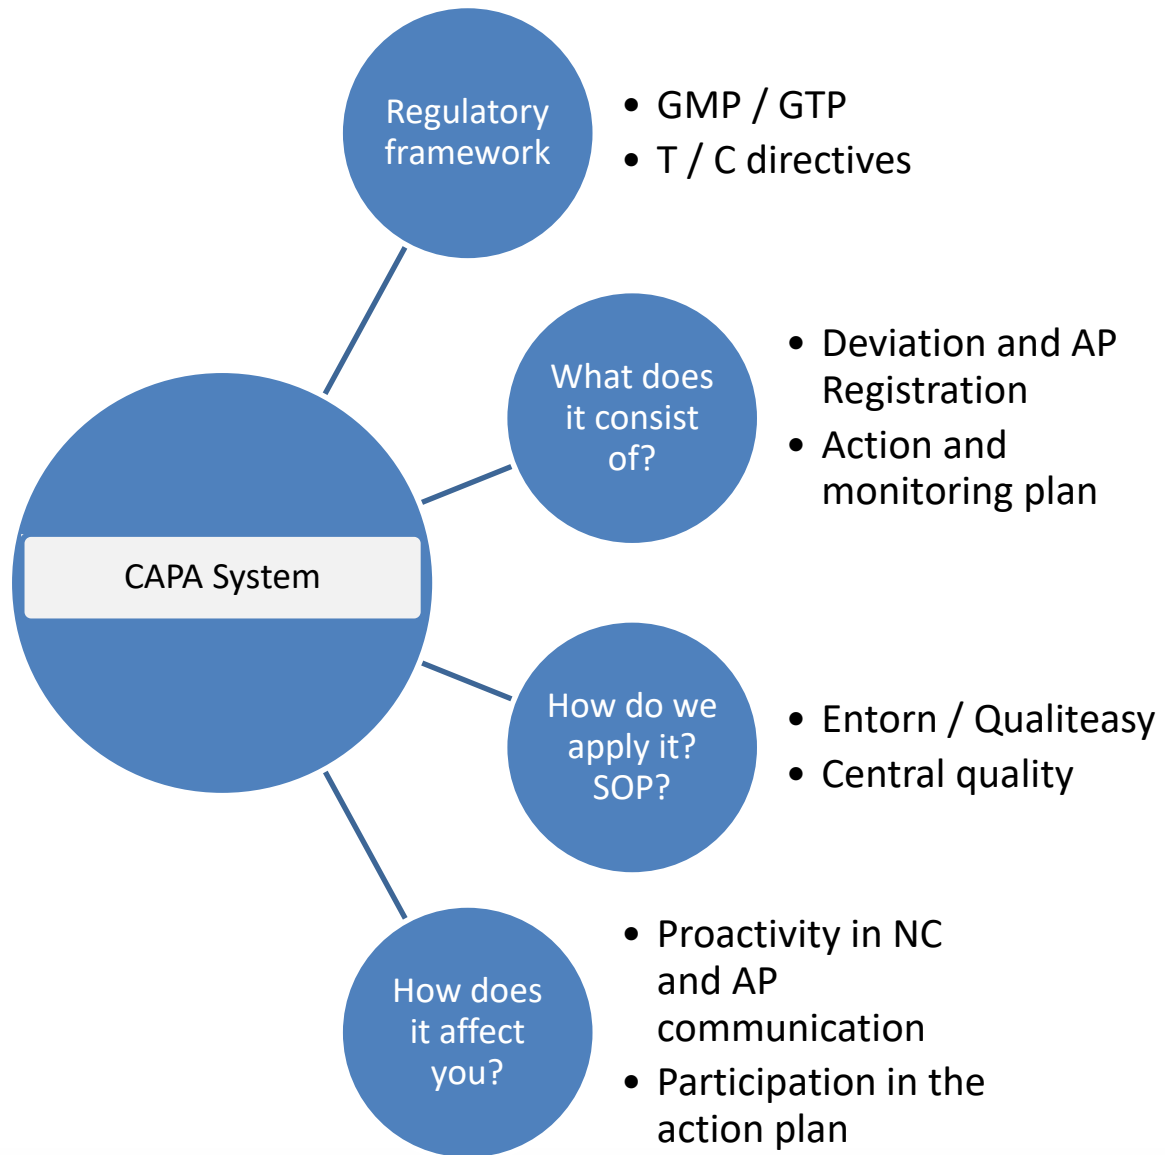 Regulatory
framework
• GMP / GTP
• T / C directives
What does
it consist
of?
• Deviation and AP
Registration
• Action and
monitoring plan
CAPA System
How do we
apply it?
SOP?
• Entorn / Qualiteasy
• Central quality
How does
it affect
you?
• Proactivity in NC
and AP
communication
• Participation in the
action plan